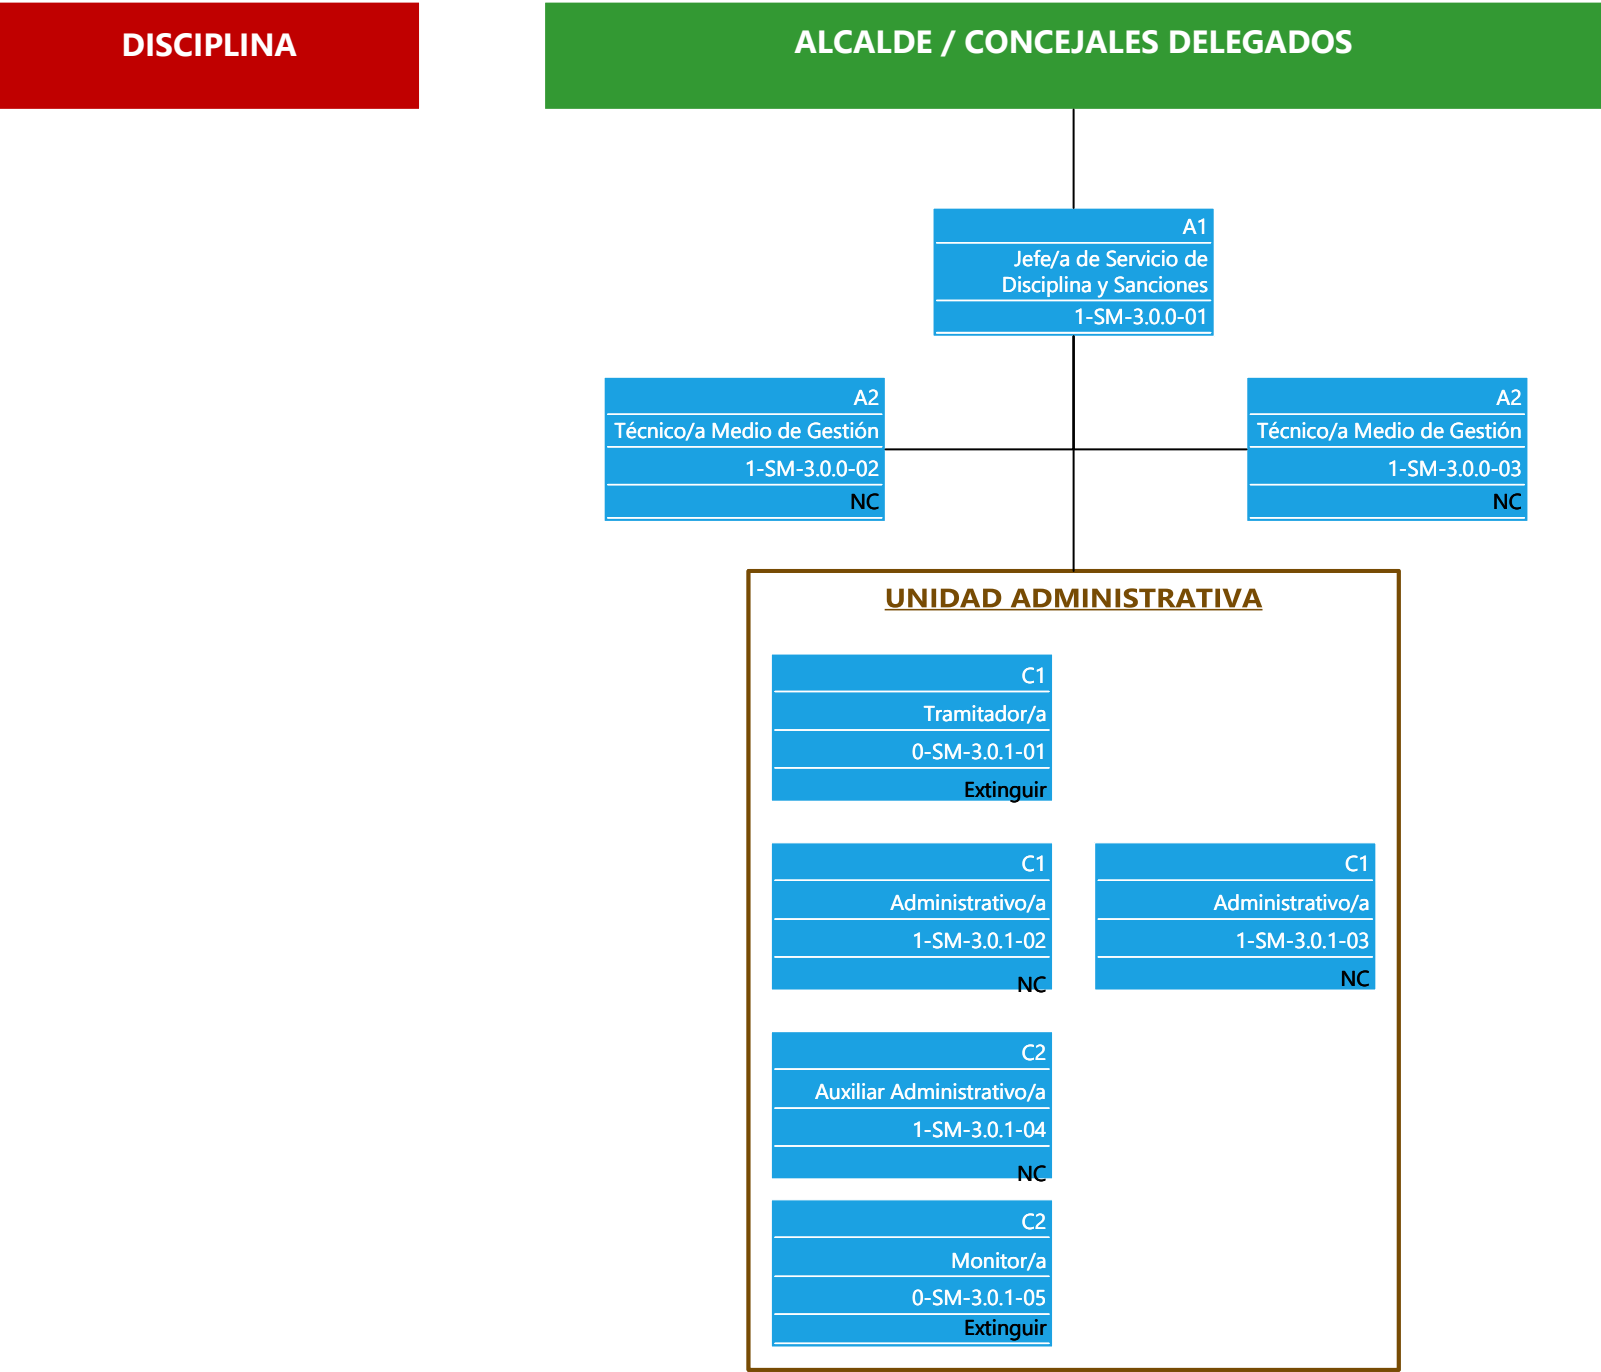 DISCIPLINA
ALCALDE / CONCEJALES DELEGADOS
A1
Jefe/a de Servicio de
Disciplina y Sanciones
1-SM-3.0.0-01
A2
Técnico/a Medio de Gestión
1-SM-3.0.0-02
NC
A2
Técnico/a Medio de Gestión
1-SM-3.0.0-03
NC
UNIDAD ADMINISTRATIVA
C1
Tramitador/a
0-SM-3.0.1-01
Extinguir
C1
Administrativo/a
1-SM-3.0.1-02
NC
C1
Administrativo/a
1-SM-3.0.1-03
NC
C2
Auxiliar Administrativo/a
1-SM-3.0.1-04
NC
C2
Monitor/a
0-SM-3.0.1-05
Extinguir